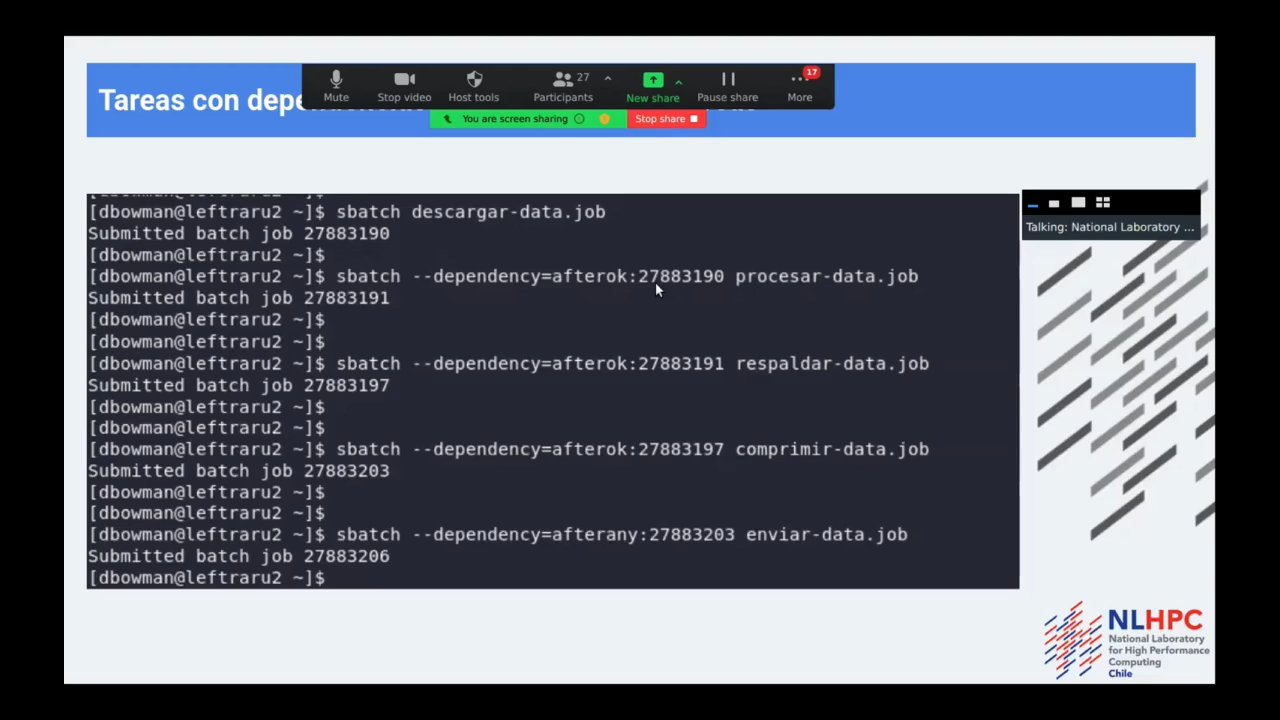 Tareas con
Mute
Stop video
Host tools
27
Participants
New share
Pause share
17
More
You are screen sharing
Stop share
Talking: National Laboratory ...
[dbowman@leftraru2 ~]$ sbatch descargar-data.job
Submitted batch job 27883190
[dbowman@leftraru2 ~]$
[dbowman@leftraru2 ~]$ sbatch --dependency=afterok:27883190 procesar-data.job
Submitted batch job 27883191
[dbowman@leftraru2 ~]$
[dbowman@leftraru2 ~]$
[dbowman@leftraru2 ~]$ sbatch --dependency=afterok:27883191 respaldar-data.job
Submitted batch job 27883197
[dbowman@leftraru2 ~]$
[dbowman@leftraru2 ~]$
[dbowman@leftraru2 ~]$ sbatch --dependency=afterok:27883197 comprimir-data.job
Submitted batch job 27883203
[dbowman@leftraru2 ~]$
[dbowman@leftraru2 ~]$
[dbowman@leftraru2 ~]$ sbatch --dependency=afterany:27883203 enviar-data.job
Submitted batch job 27883206
[dbowman@leftraru2 ~]$
NLHPC
National Laboratory
for High Performance
Computing
Chile